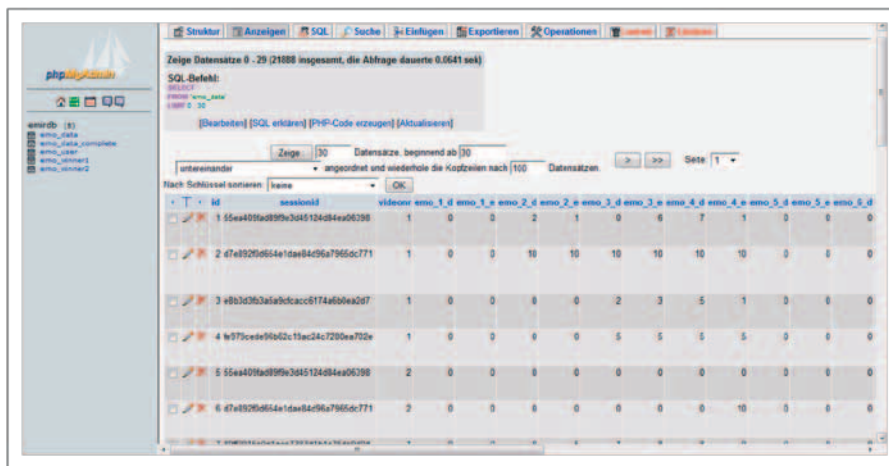 Struktur Anzeigen SQL Suche Einfügen Exportieren Operationen
phpMyAdmin
emirdb (5)
emo_data
emo_data_complete
emo_user
emo_winner1
emo_winner2
Zeige Datensätze 0 - 29 (21888 insgesamt, die Abfrage dauerte 0.0641 sek)
SQL-Befehl:
SELECT
FROM `emo_data`
LIMIT 0 , 30
[Bearbeiten] [SQL erklären] [PHP-Code erzeugen] [Aktualisieren]
Zeige : 30 Datensätze, beginnend ab 30
untereinander angeordnet und wiederhole die Kopfzeilen nach 100 Datensätzen.
> >> Seite: 1
Nach Schlüssel sortieren: keine OK
id sessionid videonr emo_1_d emo_1_e emo_2_d emo_2_e emo_3_d emo_3_e emo_4_d emo_4_e emo_5_d emo_5_e emo_6_d
1 55ea409fad89f9e3d45124d84ea06398 1 0 0 2 1 0 6 7 1 0 0 0
2 1 0 0 10 10 10 10 10 10 0 0 0
3 1 0 0 0 0 2 3 5 1 0 0 0
4 1 0 0 0 0 5 5 5 5 0 0 0
5 55ea409fad89f9e3d45124d84ea06398 2 0 0 0 0 0 0 0 0 0 0 0
6 2 0 0 0 0 0 0 0 10 0 0 0